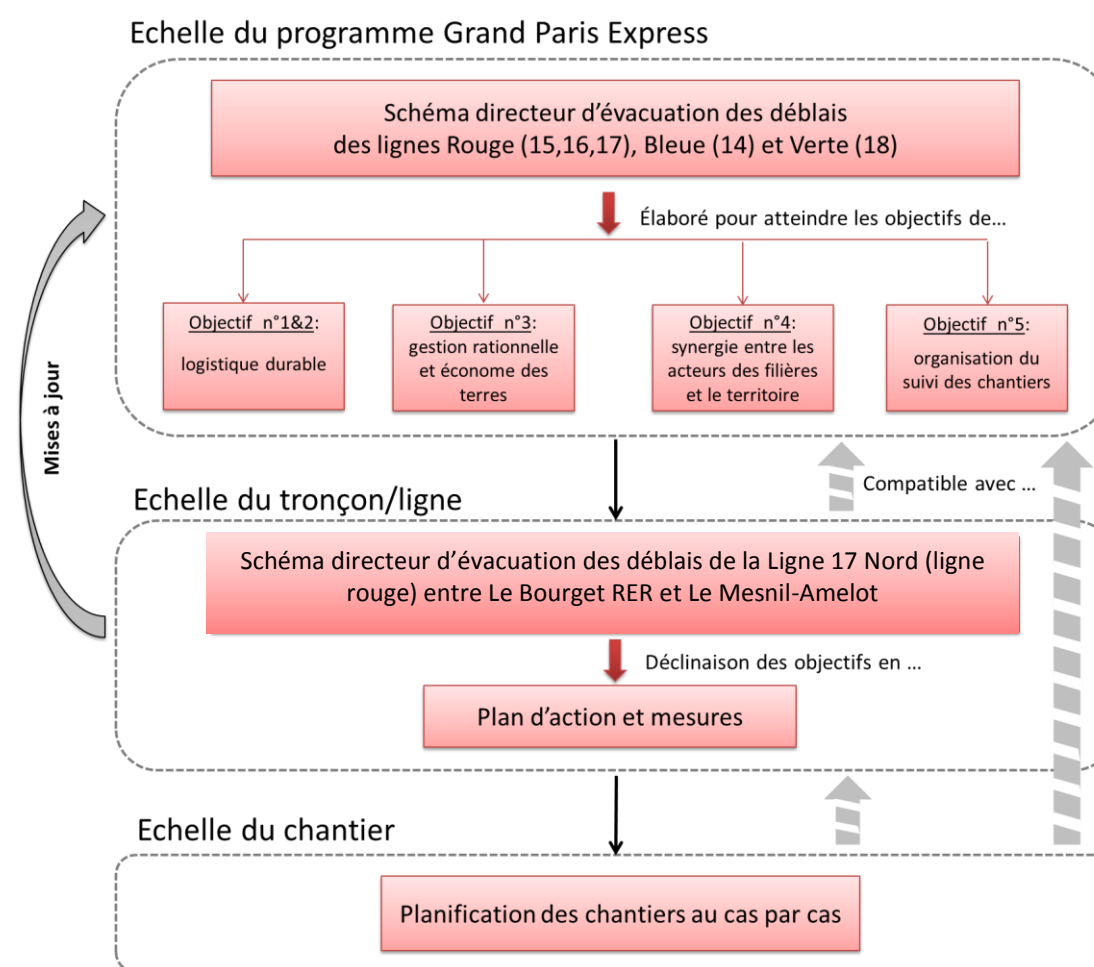 Echelle du programme Grand Paris Express
Schéma directeur d'évacuation des déblais
des lignes Rouge (15,16,17), Bleue (14) et Verte (18)
Élaboré pour atteindre les objectifs de...
Objectif n°1&2:
logistique durable
Objectif n°3:
gestion rationnelle
et économe des
terres
Objectif n°4:
synergie entre les
acteurs des filières
et le territoire
Objectif n°5:
organisation du
suivi des chantiers
Mises à jour
Compatible avec ...
Echelle du tronçon/ligne
Schéma directeur d'évacuation des déblais de la Ligne 17 Nord (ligne
rouge) entre Le Bourget RER et Le Mesnil-Amelot
Déclinaison des objectifs en ...
Plan d'action et mesures
Echelle du chantier
Planification des chantiers au cas par cas